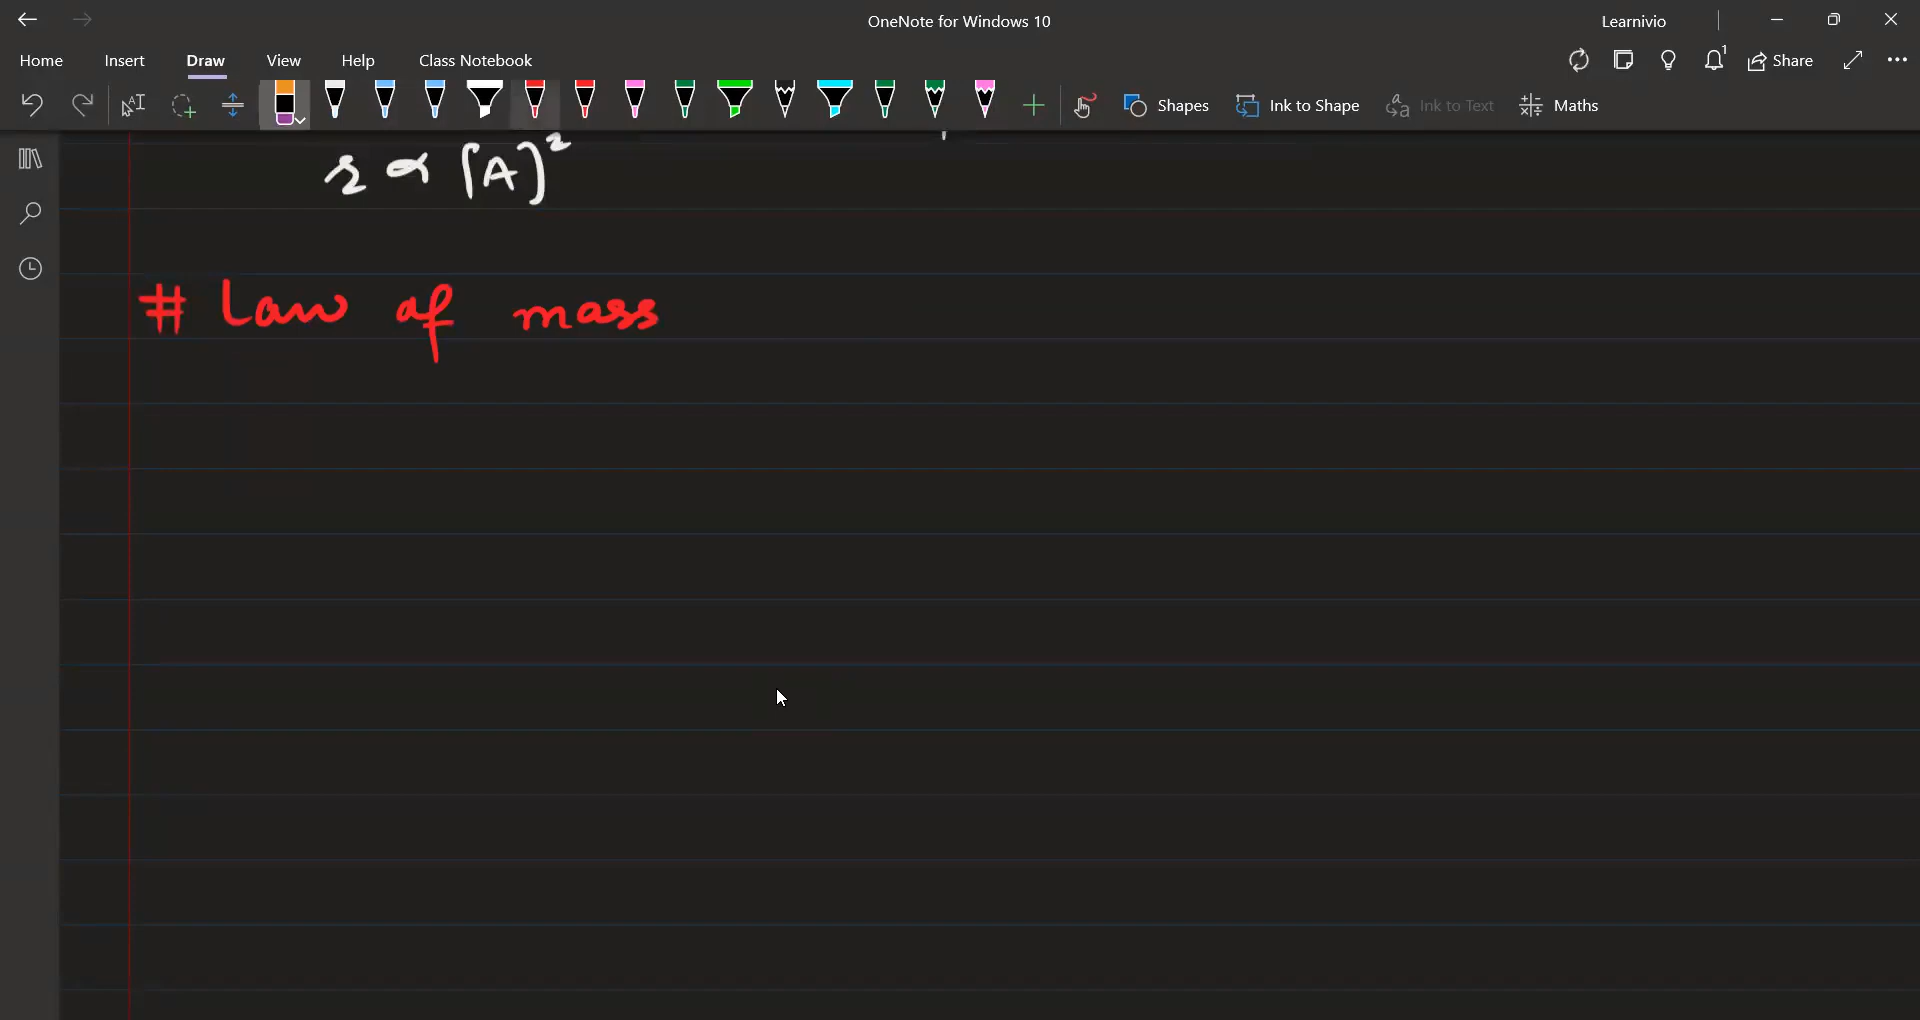 OneNote for Windows 10
Learnivio
Home Insert Draw View Help Class Notebook
1
Share
Shapes Ink to Shape Ink to Text Maths
r ∝ [A]²
# Law of mass